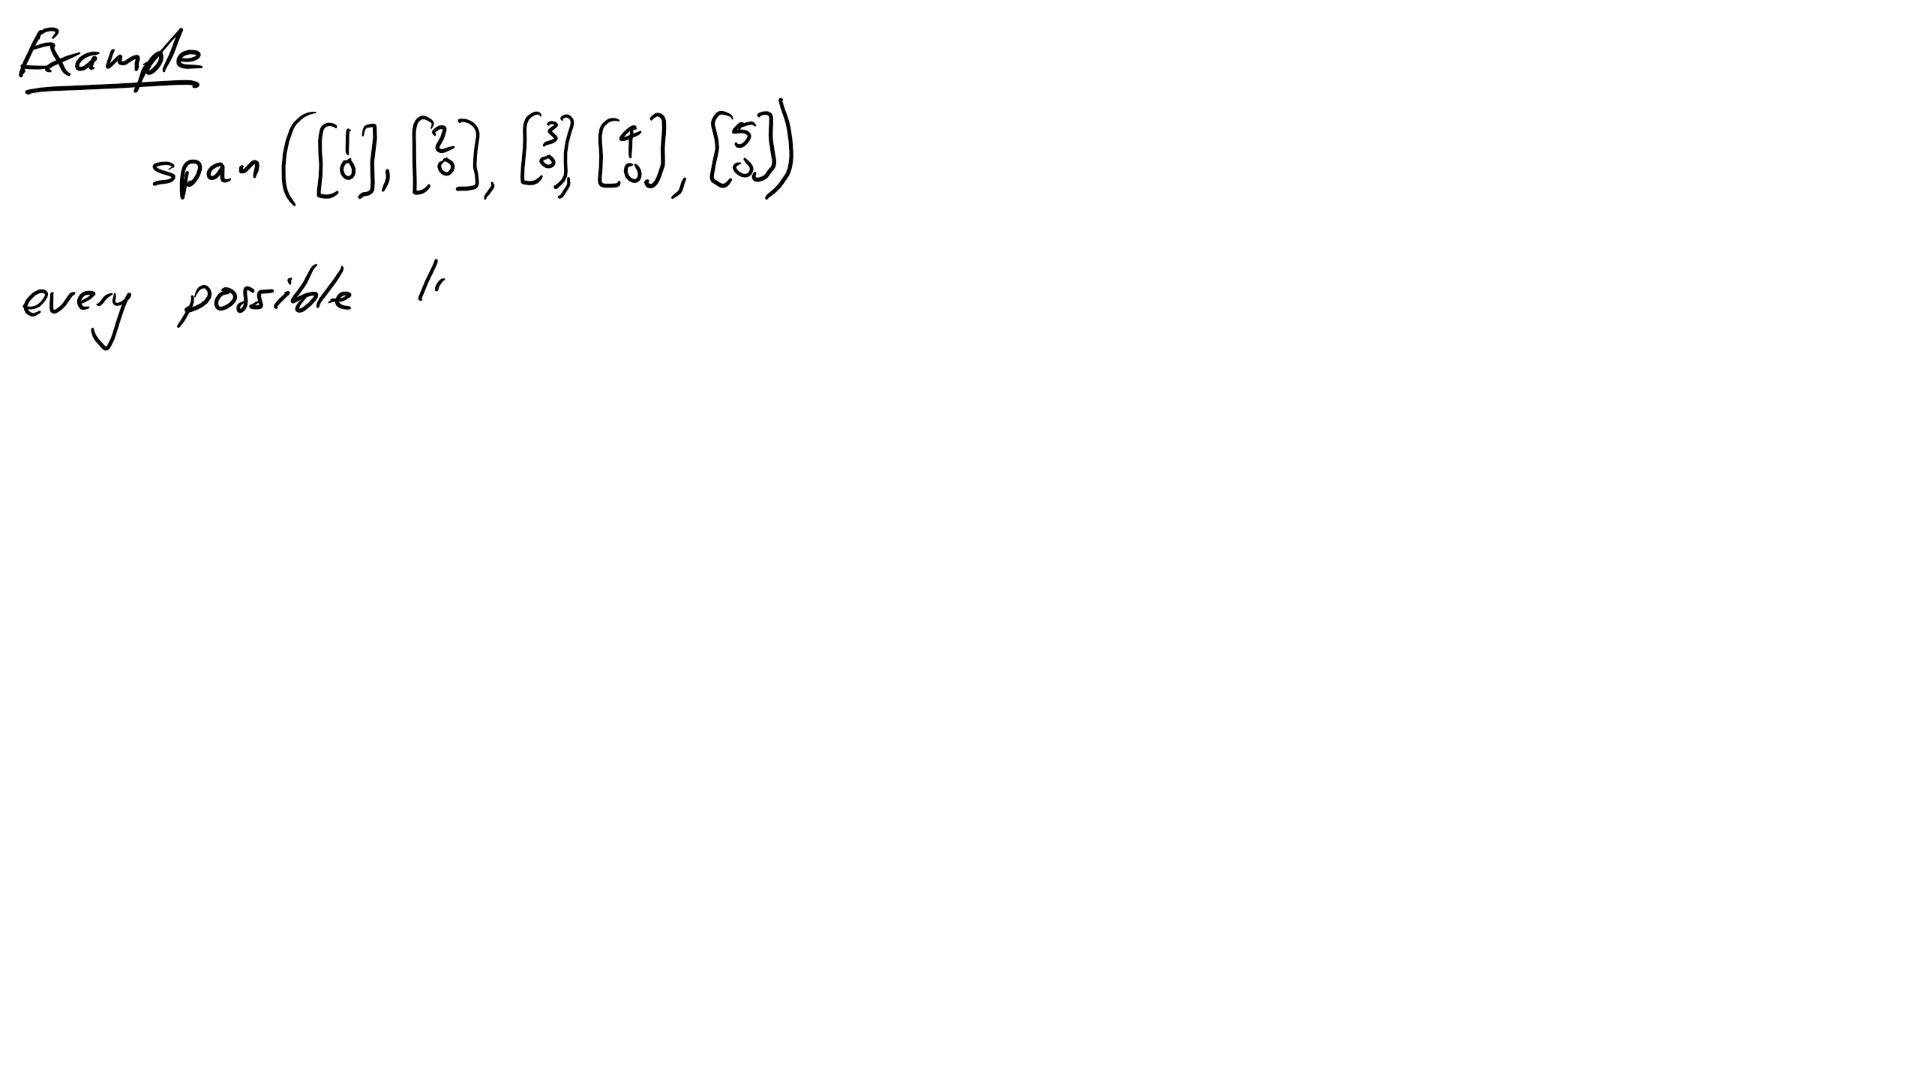 Example
span ([1 0], [2 0], [3 0], [4 0], [5 0])
every possible